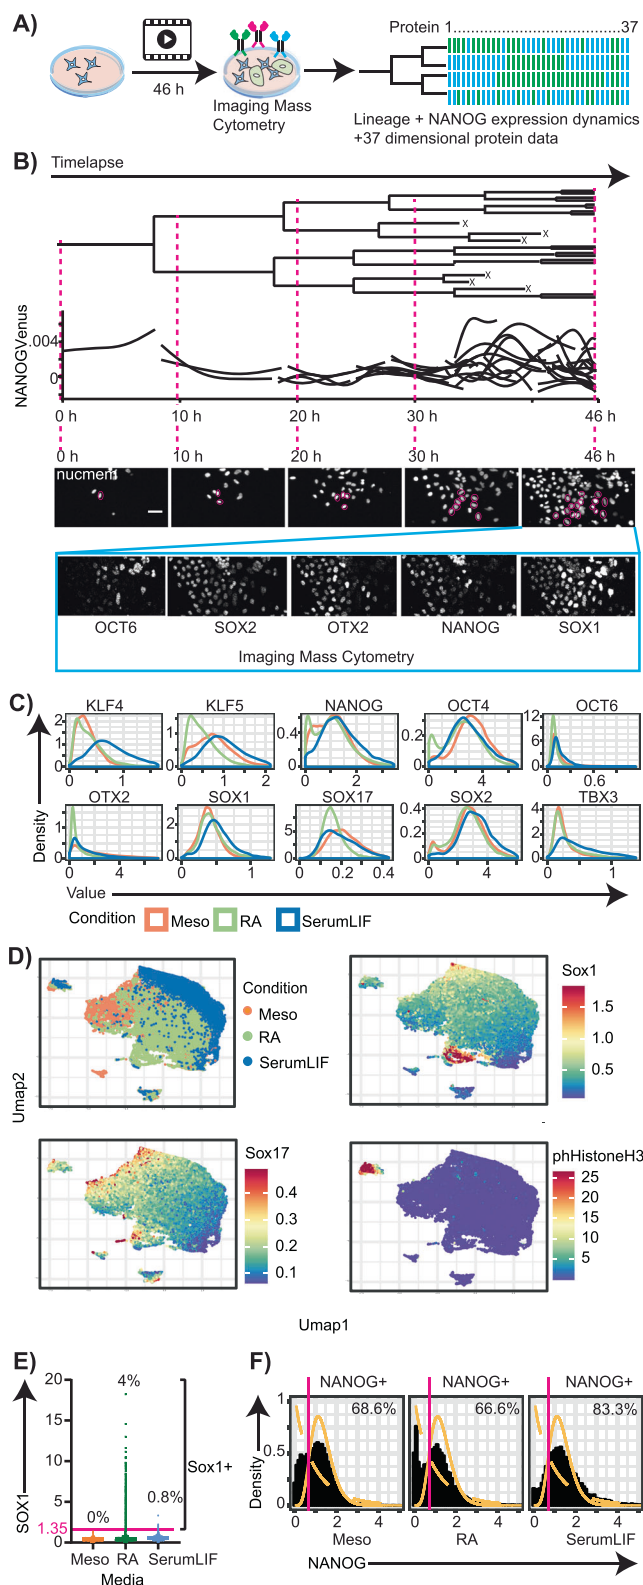 A)
Protein 1.......................................37
46 h
Imaging Mass
Cytometry
Lineage + NANOG expression dynamics
+37 dimensional protein data
B)
Timelapse
X
X
X
X
X
X
NANOGVenus
.004
0
0 h 10 h 20 h 30 h 46 h
0 h 10 h 20 h 30 h 46 h
nucmem
OCT6 SOX2 OTX2 NANOG SOX1
Imaging Mass Cytometry
C)
KLF4 KLF5 NANOG OCT4 OCT6
2 1 0 0 1
1 0 0 1 2
0.4 0 0 2
0.2 0 0 4
12 8 4 0 0 0.6
OTX2 SOX1 SOX17 SOX2 TBX3
1 0 0 4
2 0 0 1
5 0 0 0.2 0.4
0.4 0.2 0 0 4
4 2 0 0 1
Density
Value
Condition Meso RA SerumLIF
D)
Condition
Meso
RA
SerumLIF
Sox1
1.5
1.0
0.5
Umap2
Sox17
0.4
0.3
0.2
0.1
phHistoneH3
25
20
15
10
5
Umap1
E)
20
15
10
5
1.35
0
SOX1
0% 4% 0.8%
Sox1+
Meso RA SerumLIF
Media
F)
NANOG+ NANOG+ NANOG+
68.6% 66.6% 83.3%
1
0.5
0
Density
0 2 4 0 2 4 0 2 4
Meso RA SerumLIF
NANOG